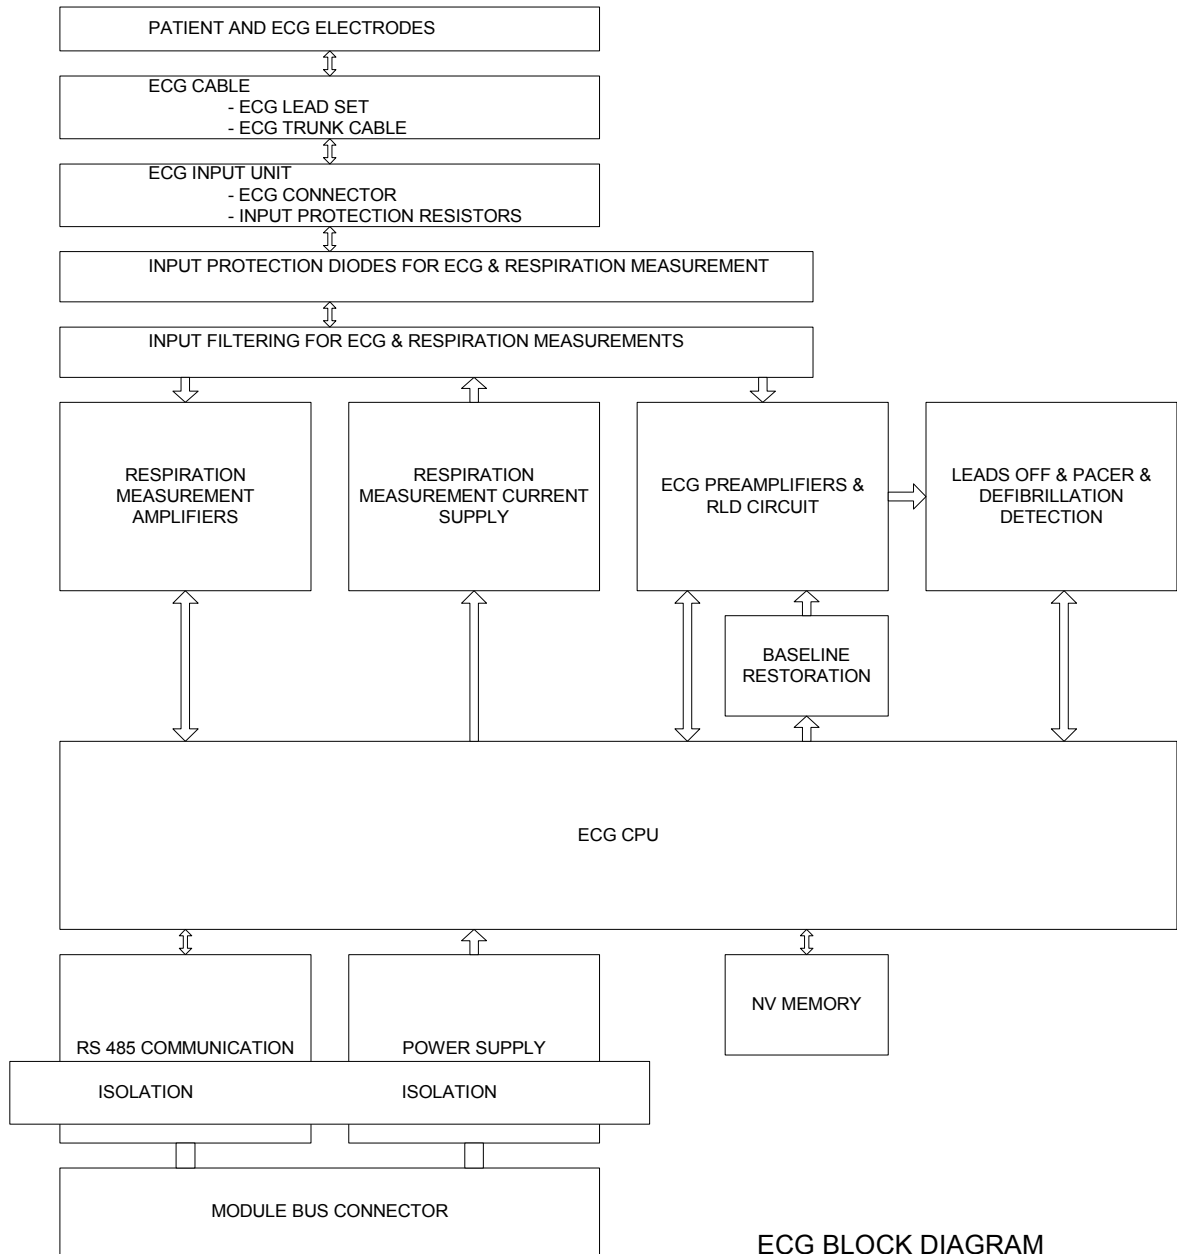 PATIENT AND ECG ELECTRODES
ECG CABLE
- ECG LEAD SET
- ECG TRUNK CABLE
ECG INPUT UNIT
- ECG CONNECTOR
- INPUT PROTECTION RESISTORS
INPUT PROTECTION DIODES FOR ECG & RESPIRATION MEASUREMENT
INPUT FILTERING FOR ECG & RESPIRATION MEASUREMENTS
RESPIRATION
MEASUREMENT
AMPLIFIERS
RESPIRATION
MEASUREMENT CURRENT
SUPPLY
ECG PREAMPLIFIERS &
RLD CIRCUIT
LEADS OFF & PACER &
DEFIBRILLATION
DETECTION
BASELINE
RESTORATION
ECG CPU
RS 485 COMMUNICATION
POWER SUPPLY
NV MEMORY
ISOLATION
ISOLATION
MODULE BUS CONNECTOR
ECG BLOCK DIAGRAM